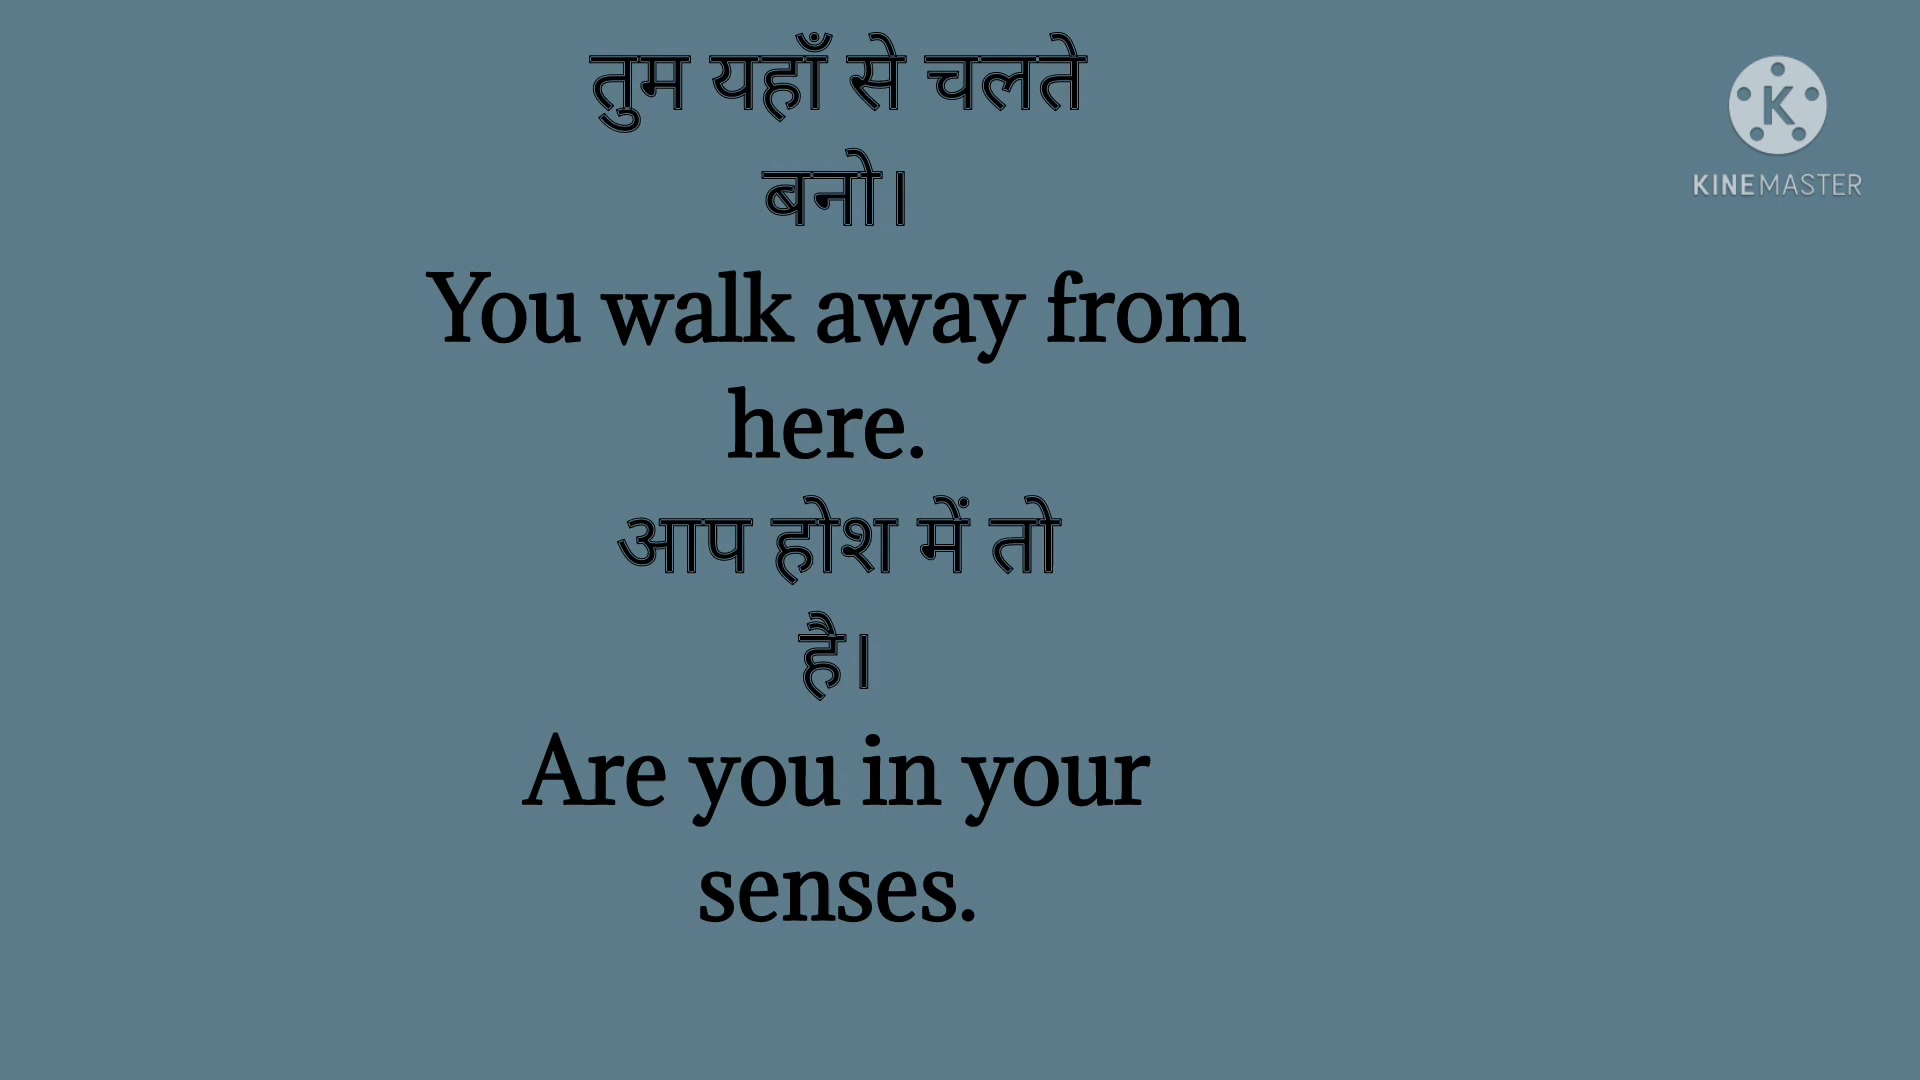 तुम यहाँ से चलते
बनो।
You walk away from
here.
आप होश में तो
है।
Are you in your
senses.
K
KINEMASTER